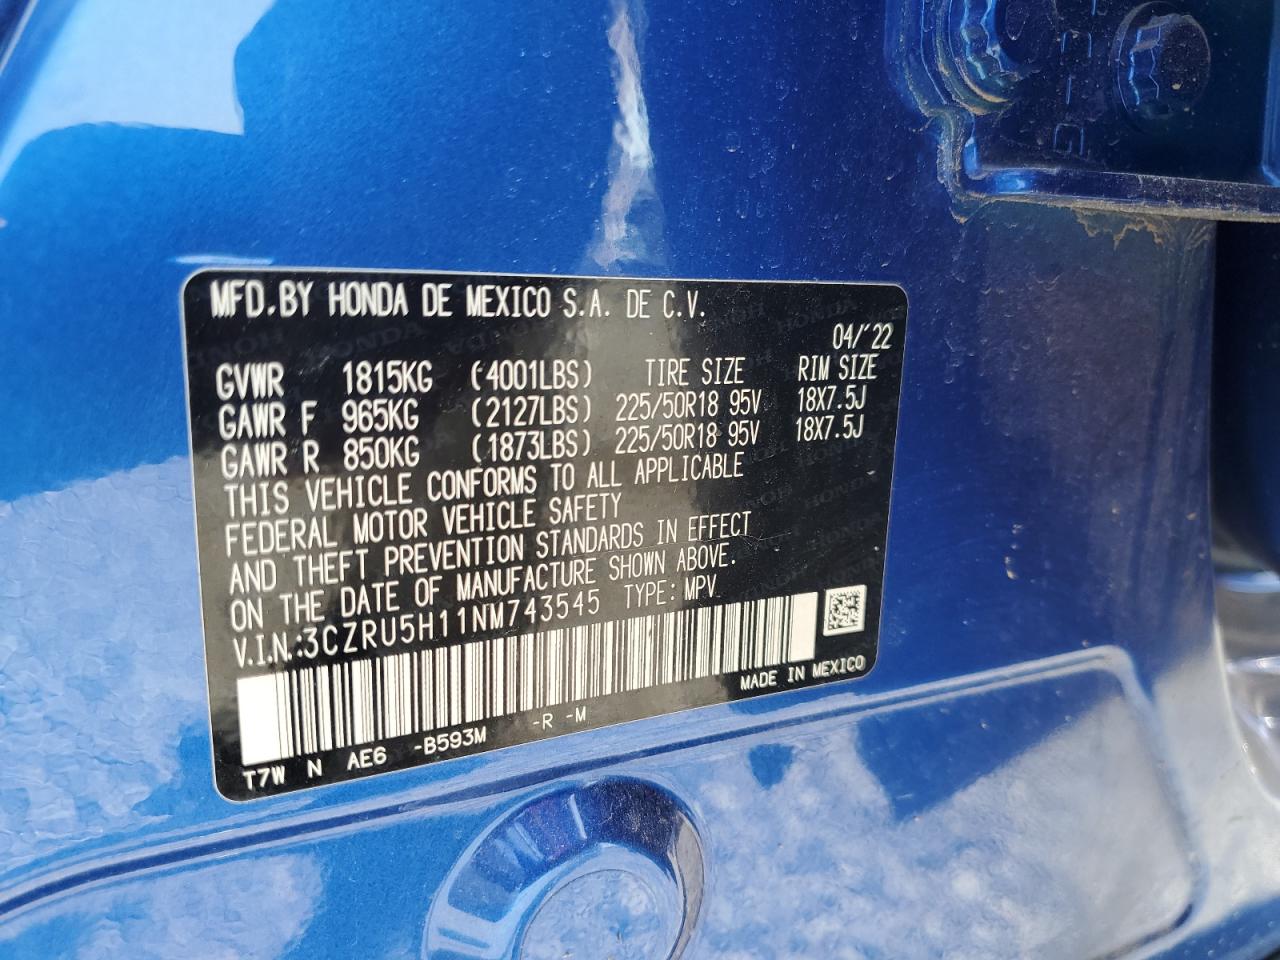 MFD.BY HONDA DE MEXICO S.A. DE C.V.
04/'22
GVWR 1815KG (4001LBS) TIRE SIZE RIM SIZE
GAWR F 965KG (2127LBS) 225/50R18 95V 18X7.5J
GAWR R 850KG (1873LBS) 225/50R18 95V 18X7.5J
THIS VEHICLE CONFORMS TO ALL APPLICABLE
FEDERAL MOTOR VEHICLE SAFETY
AND THEFT PREVENTION STANDARDS IN EFFECT
ON THE DATE OF MANUFACTURE SHOWN ABOVE.
V.I.N.:3CZRU5H11NM743545 TYPE: MPV
MADE IN MEXICO
T7W N AE6 -B593M -R -M